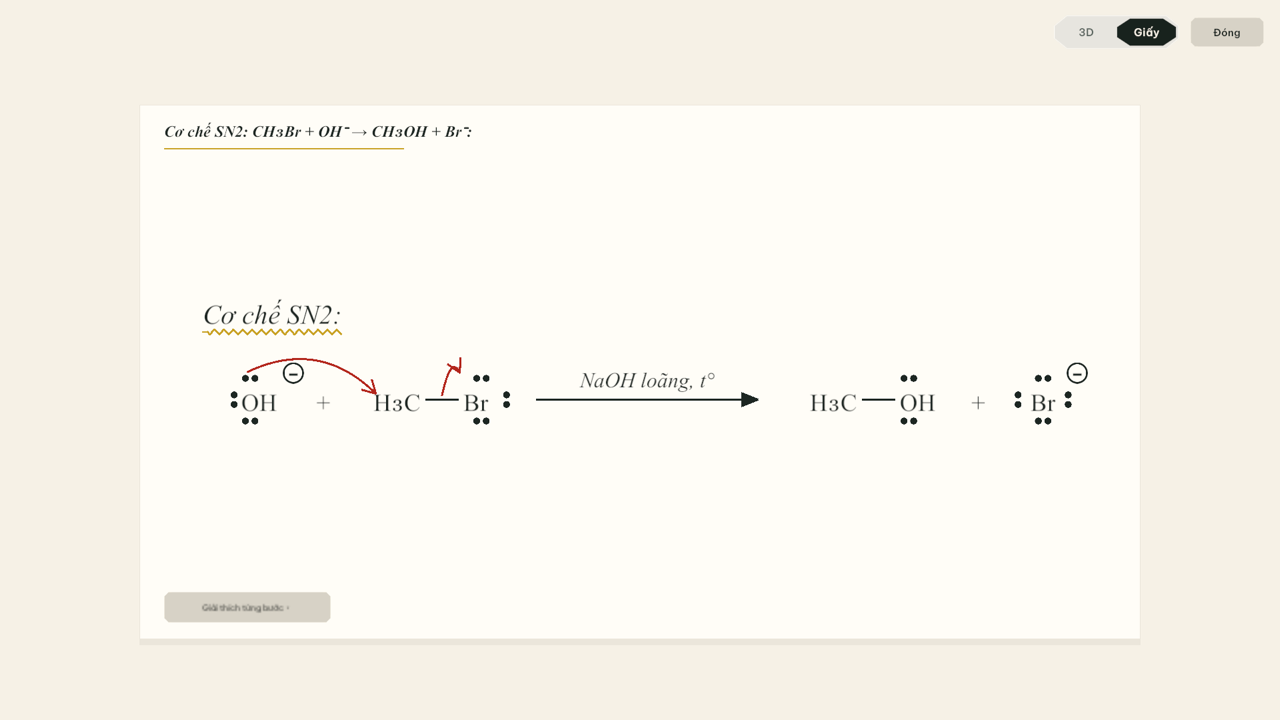 3D
Giấy
Đóng
Cơ chế SN2: CH₃Br + OH⁻ → CH₃OH + Br⁻:
Cơ chế SN2:
OH ⊖ + H₃C — Br NaOH loãng, t° H₃C — OH + Br ⊖
Giải thích từng bước